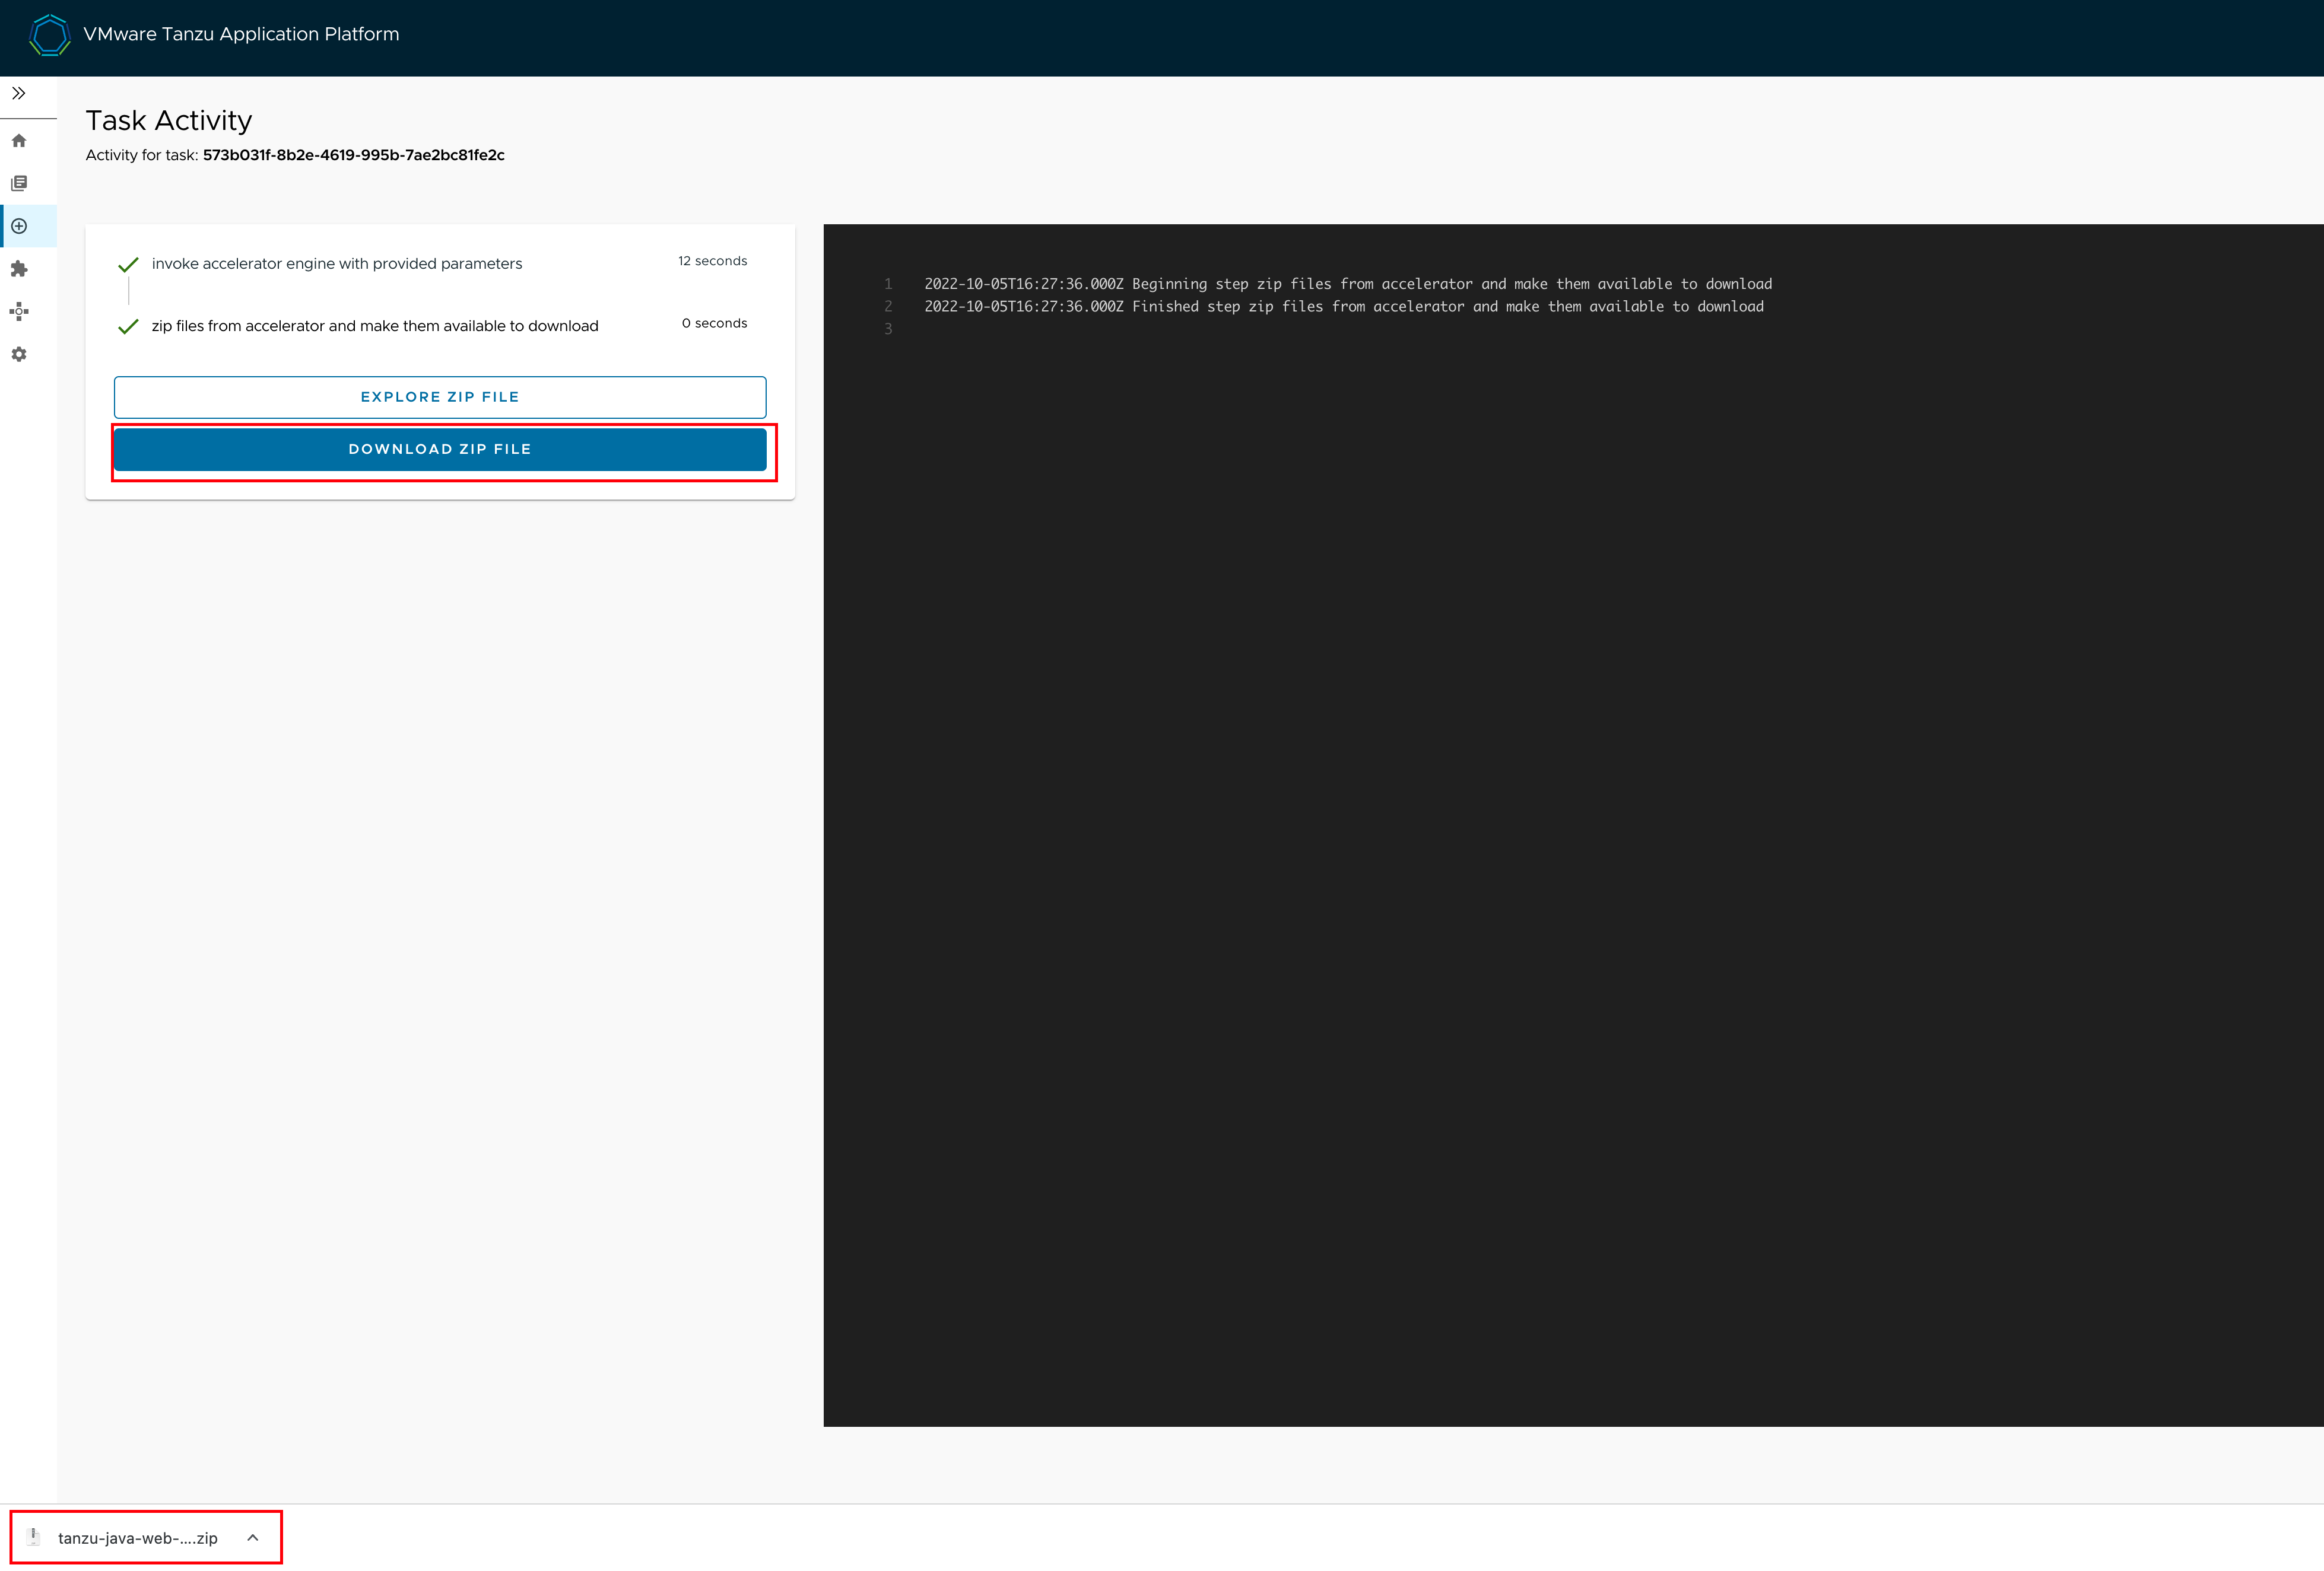 VMware Tanzu Application Platform
Task Activity
Activity for task: 573b031f-8b2e-4619-995b-7ae2bc81fe2c
invoke accelerator engine with provided parameters 12 seconds
zip files from accelerator and make them available to download 0 seconds
EXPLORE ZIP FILE
DOWNLOAD ZIP FILE
1 2022-10-05T16:27:36.000Z Beginning step zip files from accelerator and make them available to download
2 2022-10-05T16:27:36.000Z Finished step zip files from accelerator and make them available to download
3
tanzu-java-web-....zip